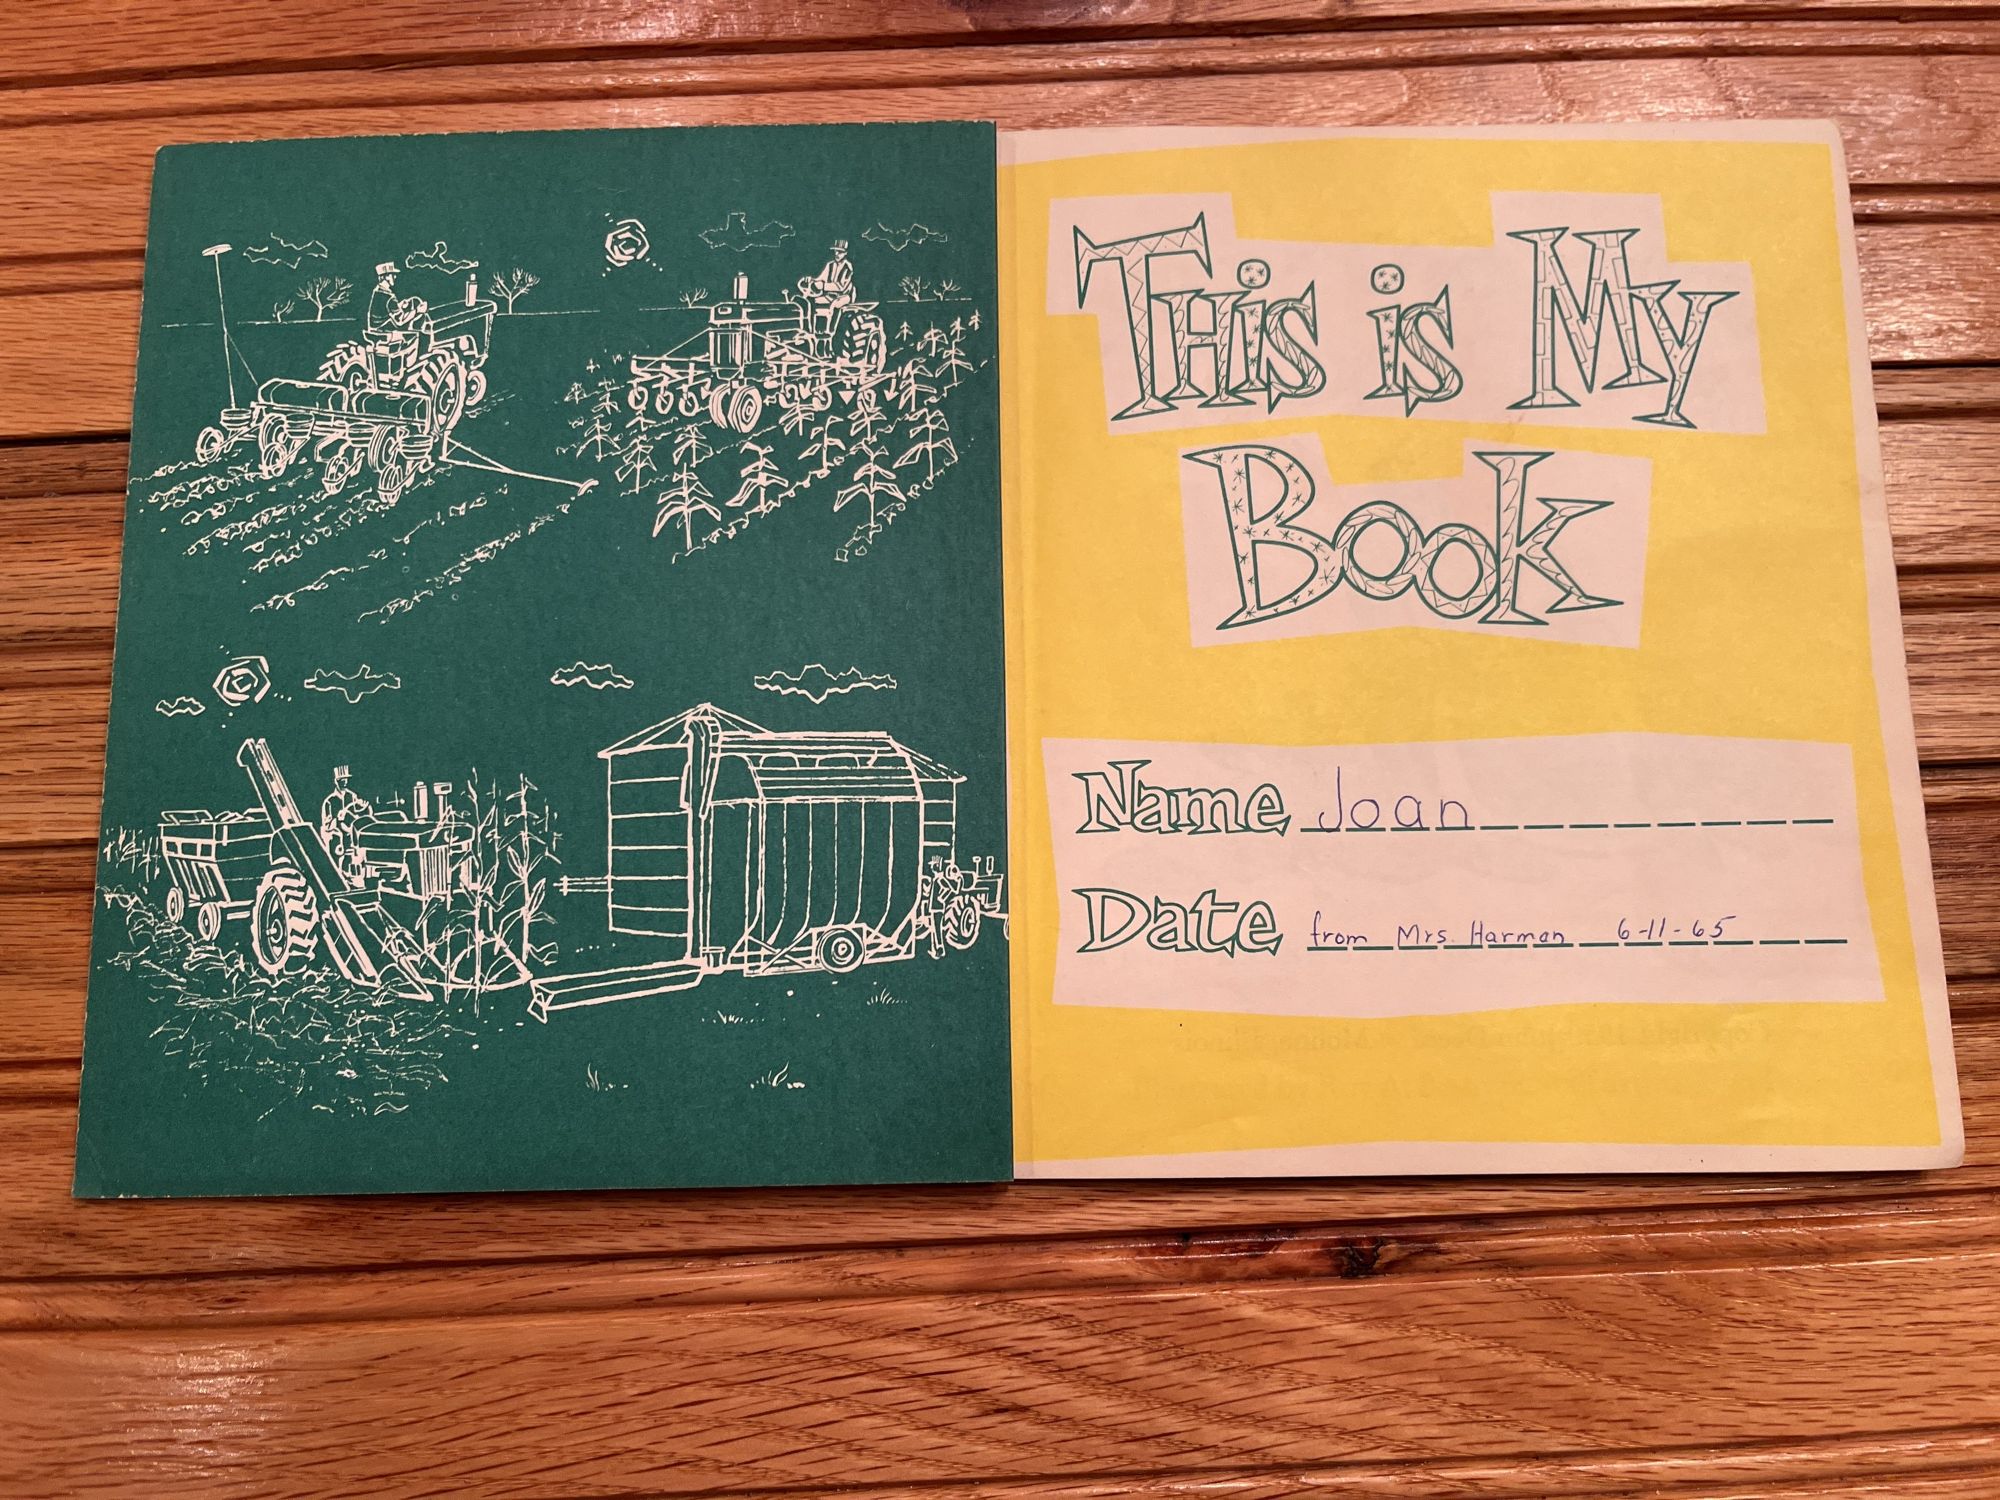 This is My
Book
Name Joan
Date from Mrs. Harman 6-11-65